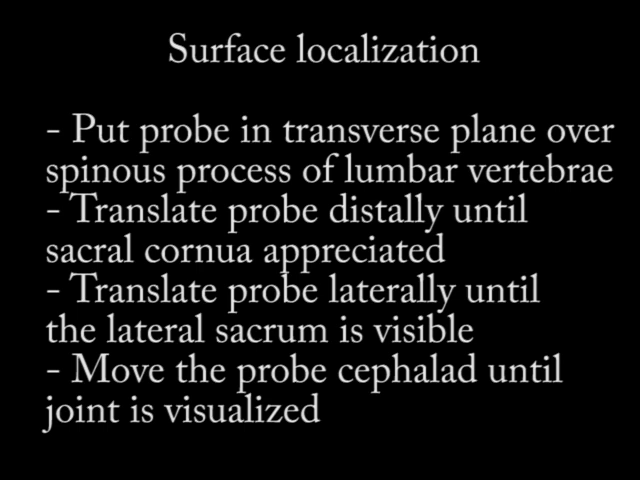 Surface localization
- Put probe in transverse plane over
spinous process of lumbar vertebrae
- Translate probe distally until
sacral cornua appreciated
- Translate probe laterally until
the lateral sacrum is visible
- Move the probe cephalad until
joint is visualized